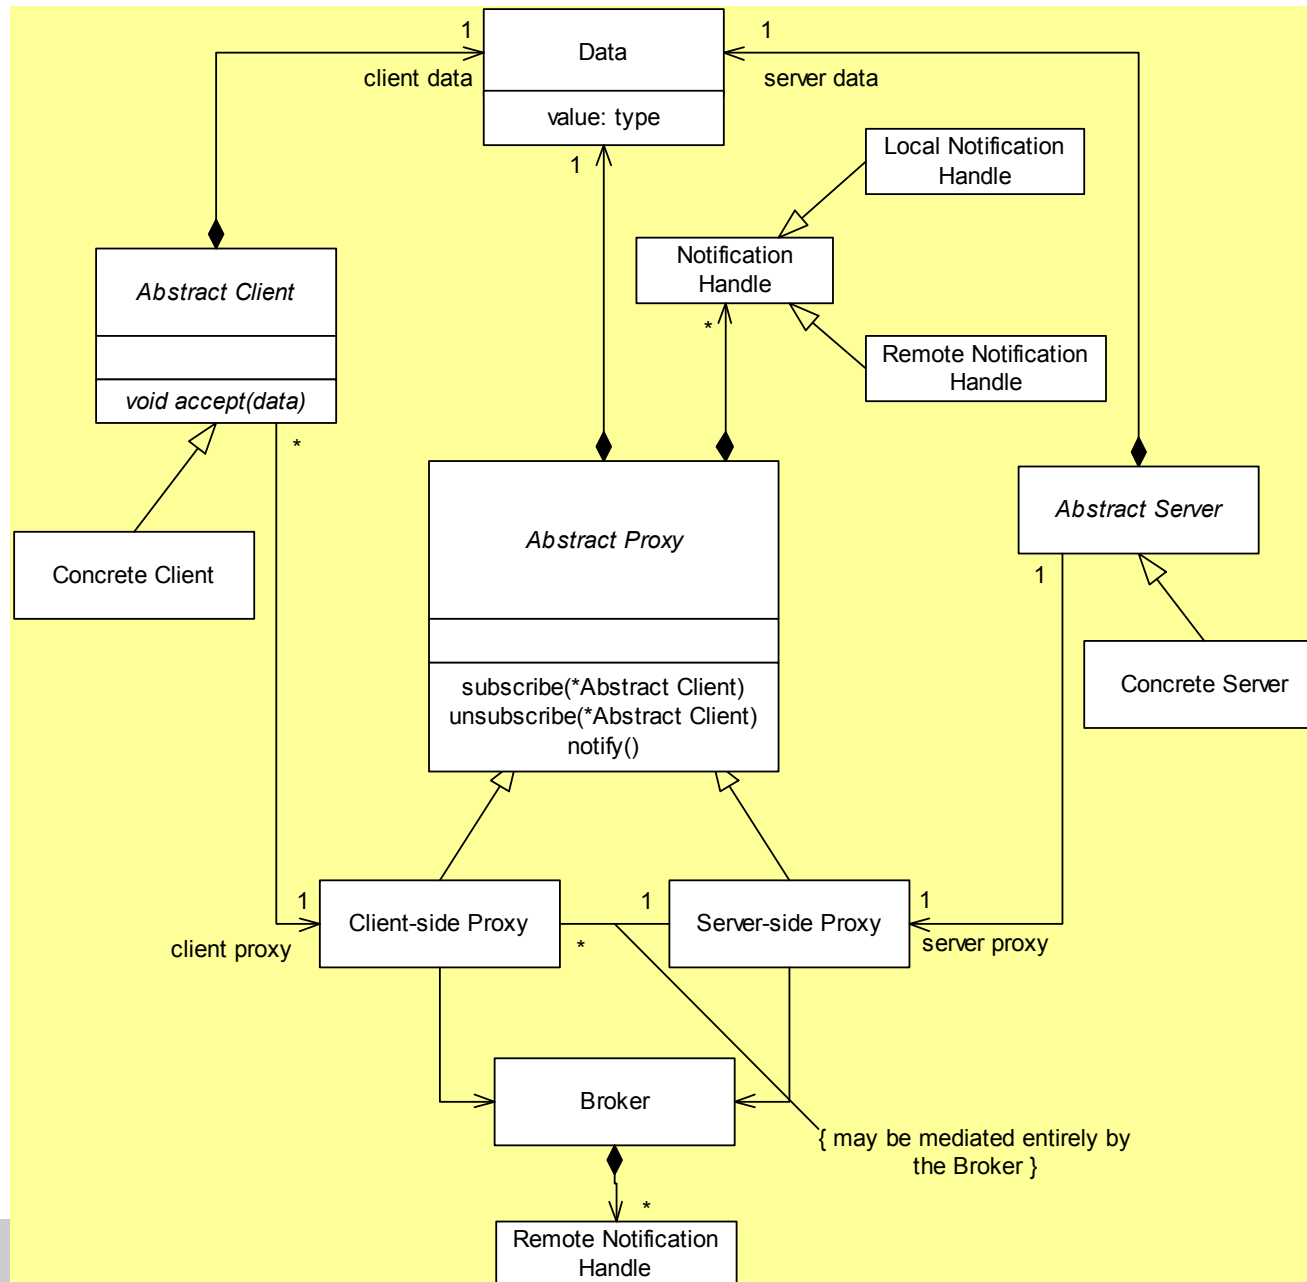 1
1
Data
client data
server data
value: type
1
Local Notification
Handle
Notification
Handle
Abstract Client
*
Remote Notification
Handle
void accept(data)
*
Abstract Server
Abstract Proxy
Concrete Client
1
subscribe(*Abstract Client)
unsubscribe(*Abstract Client)
notify()
Concrete Server
1
Client-side Proxy
*
1
Server-side Proxy
1
client proxy
server proxy
Broker
{ may be mediated entirely by
the Broker }
*
Remote Notification
Handle